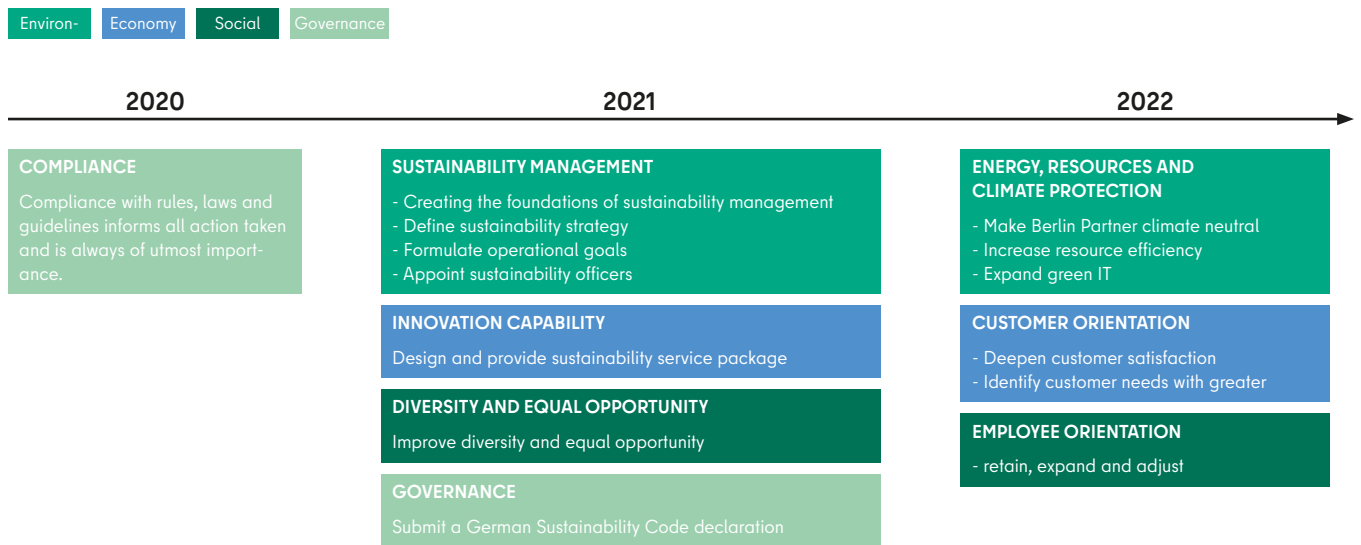 Environ-
Economy
Social
Governance
2020
2021
2022
COMPLIANCE
Compliance with rules, laws and
guidelines informs all action taken
and is always of utmost import-
ance.
SUSTAINABILITY MANAGEMENT
- Creating the foundations of sustainability management
- Define sustainability strategy
- Formulate operational goals
- Appoint sustainability officers
INNOVATION CAPABILITY
Design and provide sustainability service package
DIVERSITY AND EQUAL OPPORTUNITY
Improve diversity and equal opportunity
GOVERNANCE
Submit a German Sustainability Code declaration
ENERGY, RESOURCES AND
CLIMATE PROTECTION
- Make Berlin Partner climate neutral
- Increase resource efficiency
- Expand green IT
CUSTOMER ORIENTATION
- Deepen customer satisfaction
- Identify customer needs with greater
EMPLOYEE ORIENTATION
- retain, expand and adjust